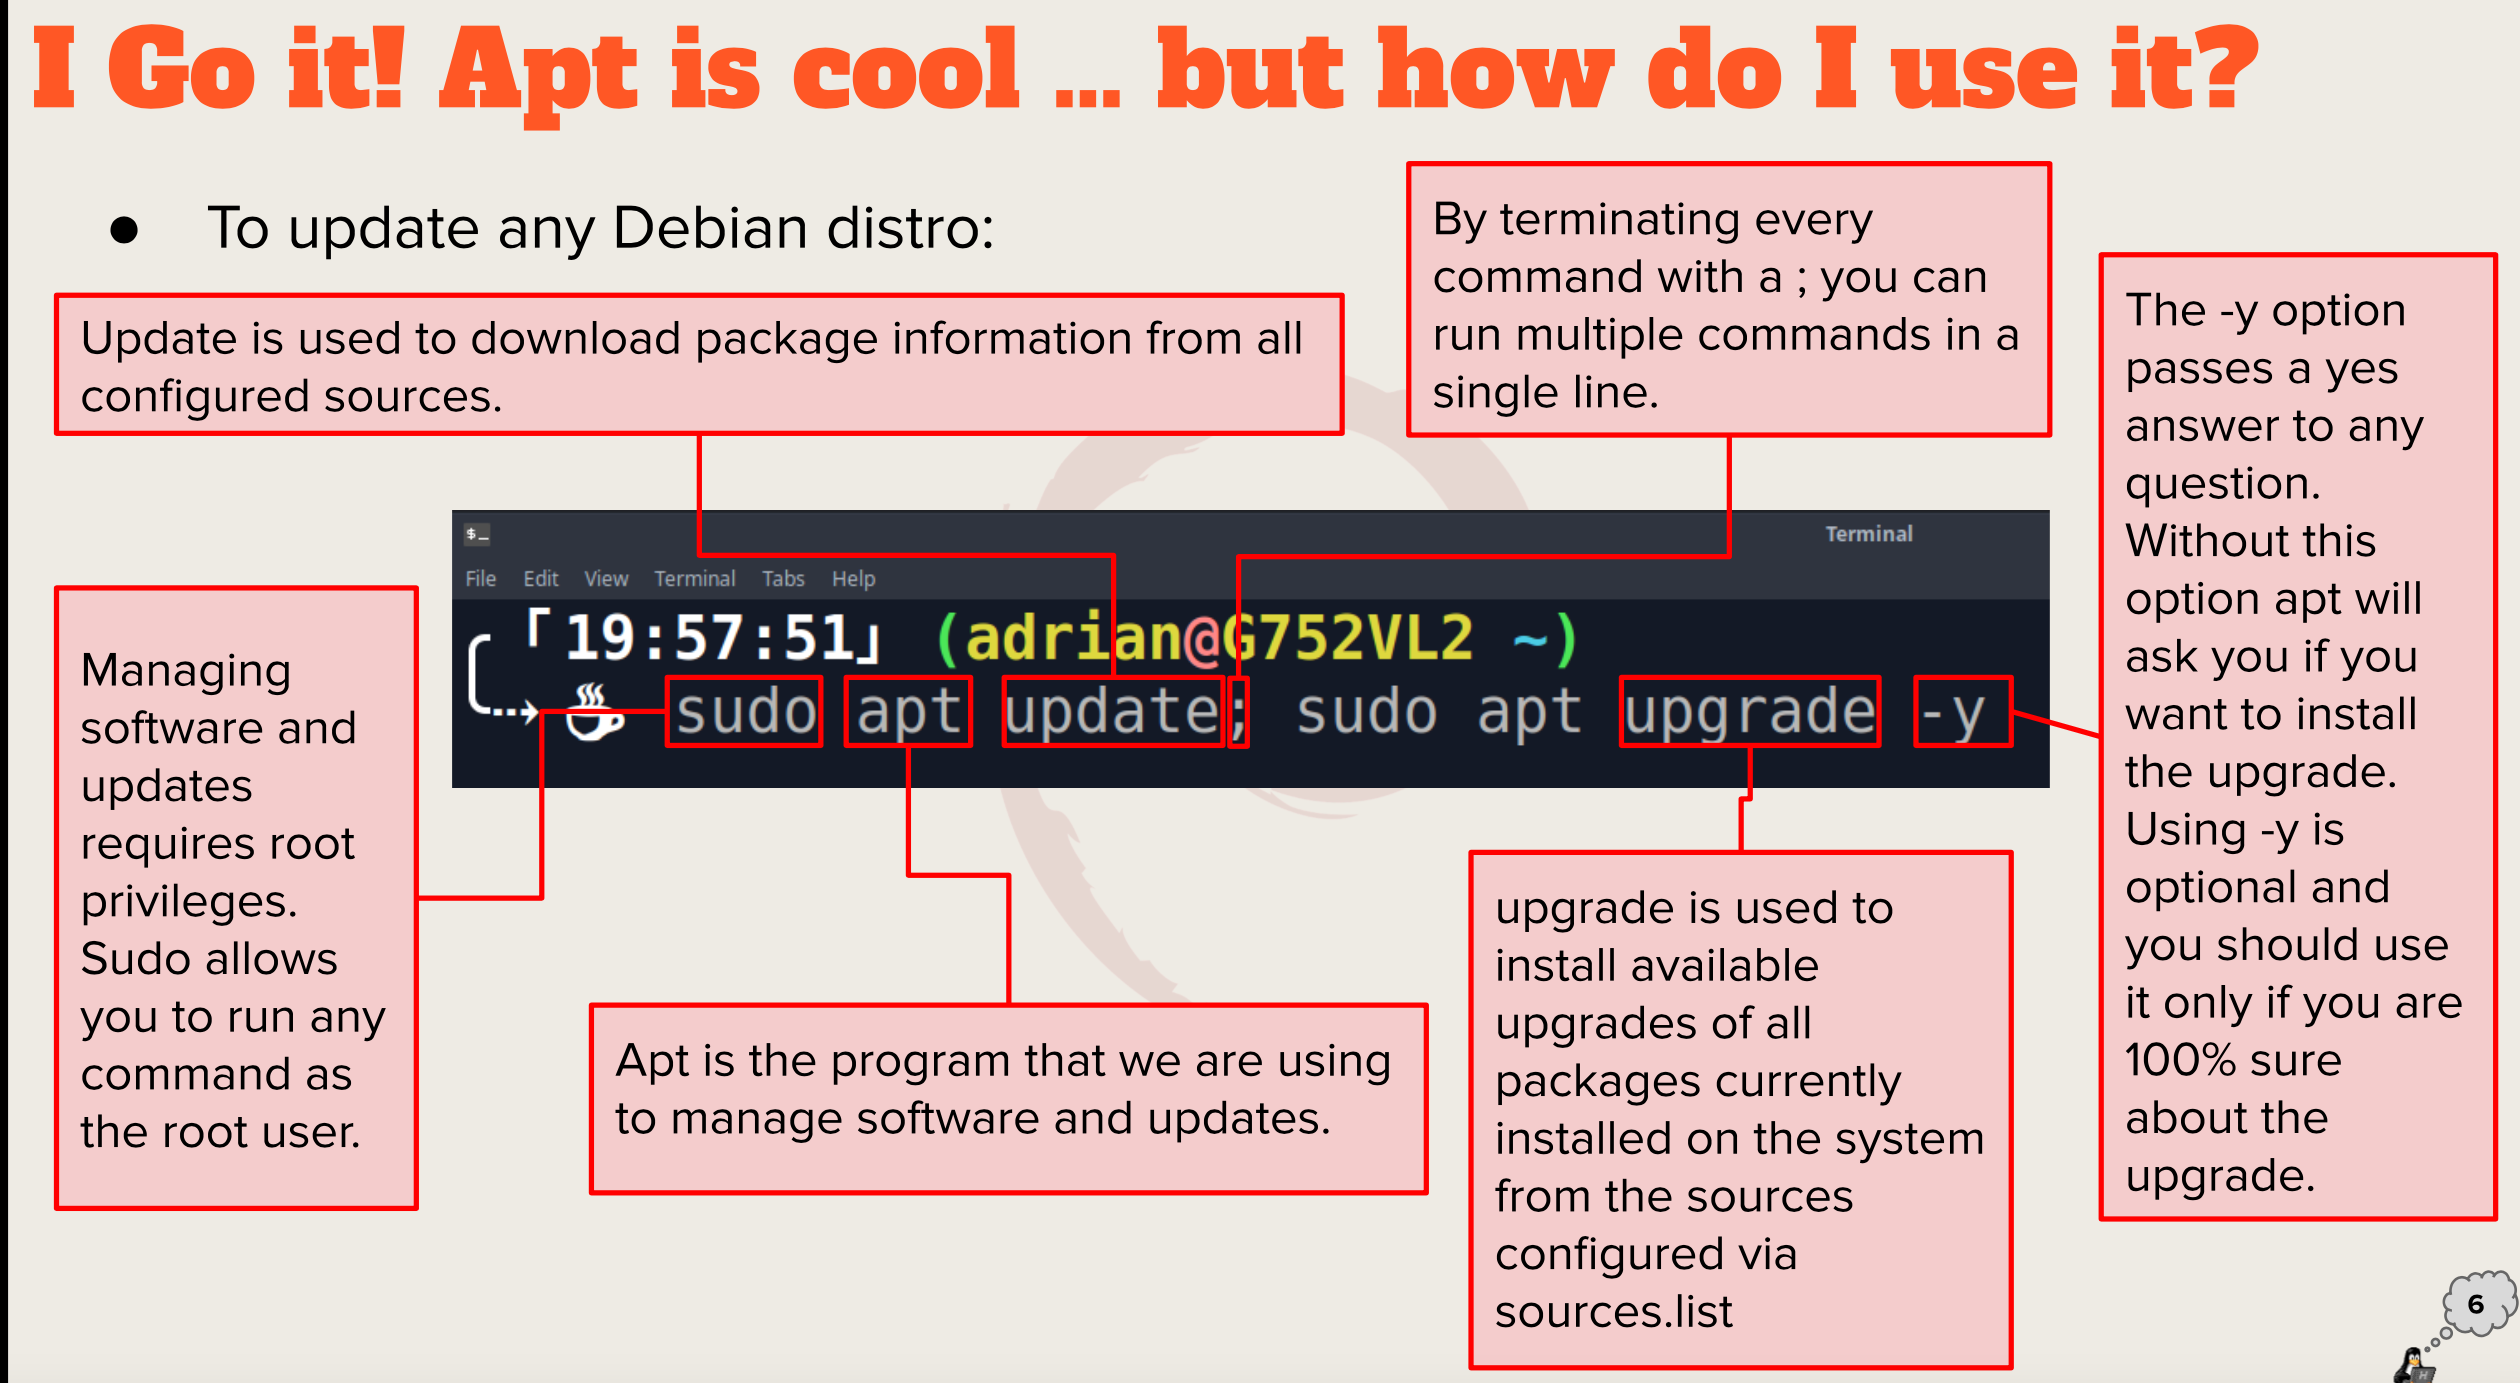 I Go it! Apt is cool ... but how do I use it?
● To update any Debian distro:
Update is used to download package information from all
configured sources.
By terminating every
command with a ; you can
run multiple commands in a
single line.
The -y option
passes a yes
answer to any
question.
Without this
option apt will
ask you if you
want to install
the upgrade.
Using -y is
optional and
you should use
it only if you are
100% sure
about the
upgrade.
$_ Terminal
File Edit View Terminal Tabs Help
「19:57:51」 (adrian@G752VL2 ~)
sudo apt update; sudo apt upgrade -y
Managing
software and
updates
requires root
privileges.
Sudo allows
you to run any
command as
the root user.
Apt is the program that we are using
to manage software and updates.
upgrade is used to
install available
upgrades of all
packages currently
installed on the system
from the sources
configured via
sources.list
6